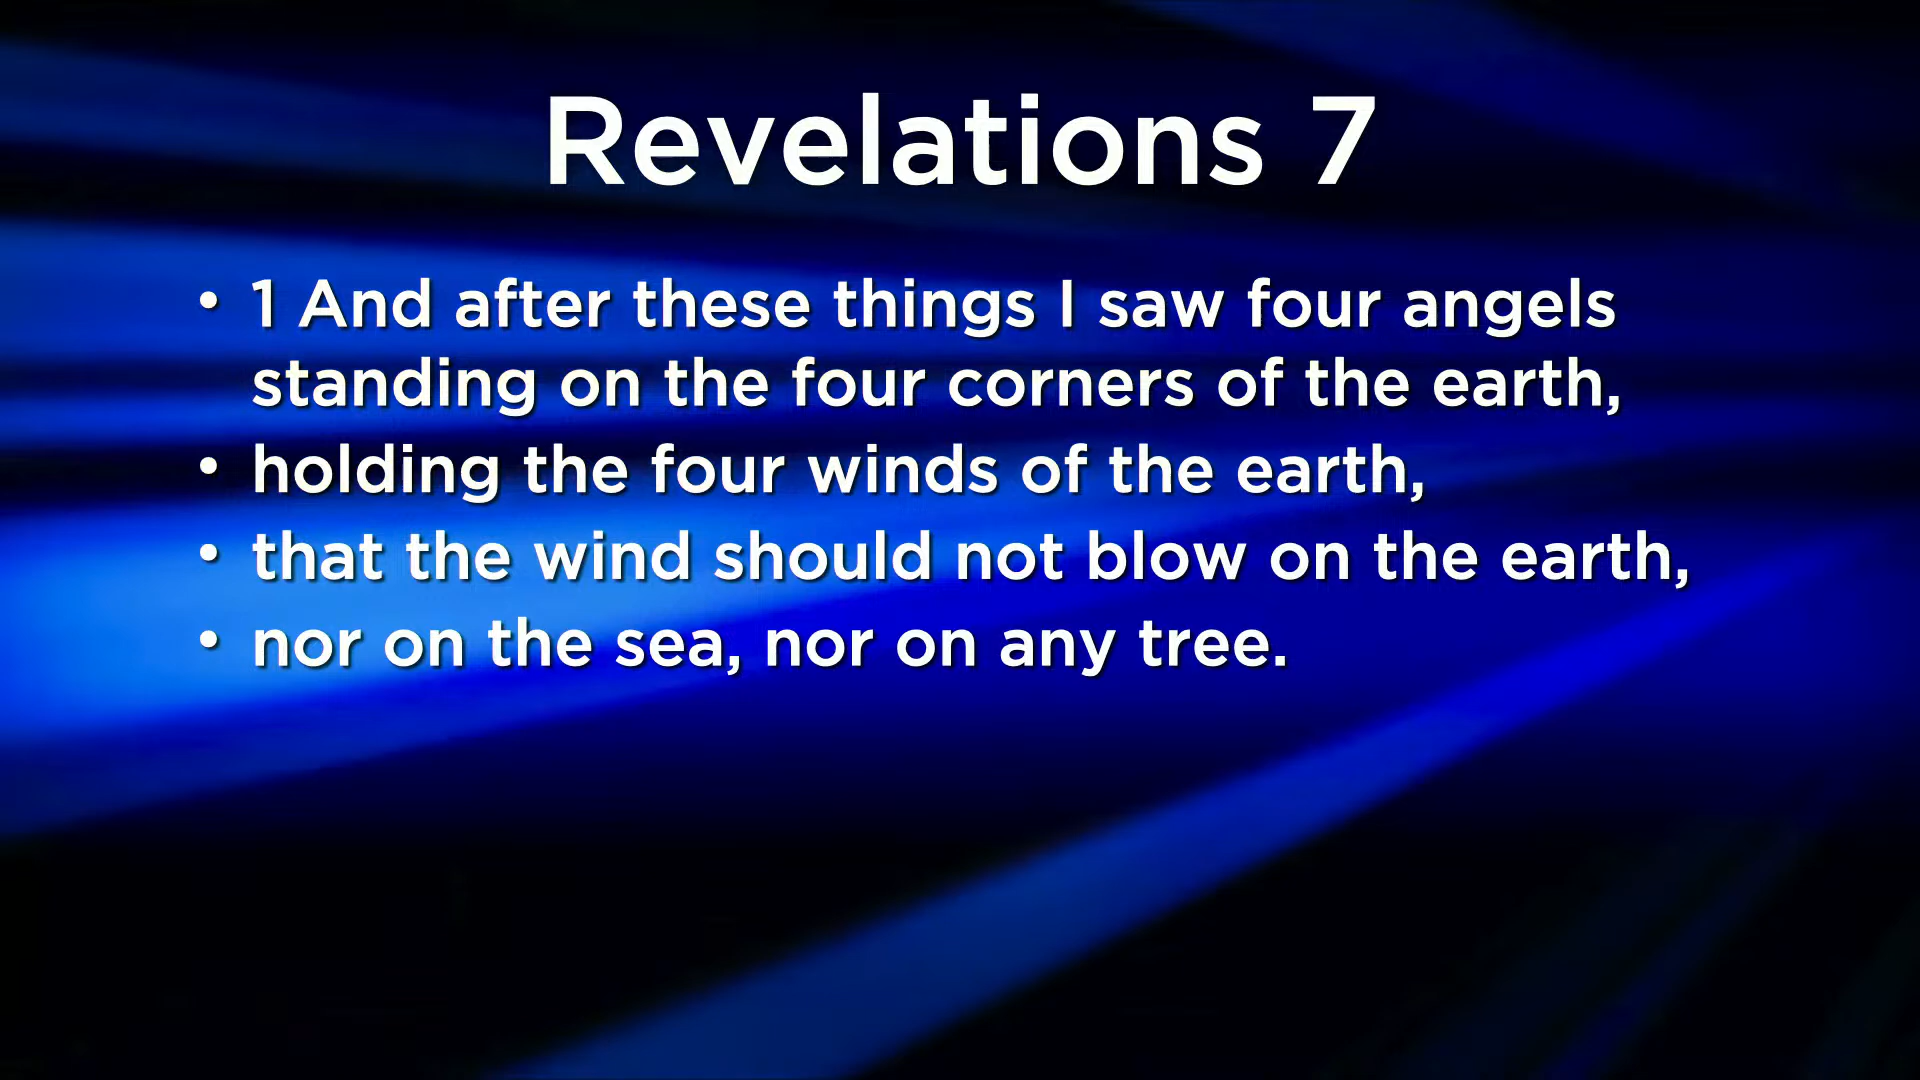 Revelations 7
• 1 And after these things I saw four angels
standing on the four corners of the earth,
• holding the four winds of the earth,
• that the wind should not blow on the earth,
• nor on the sea, nor on any tree.